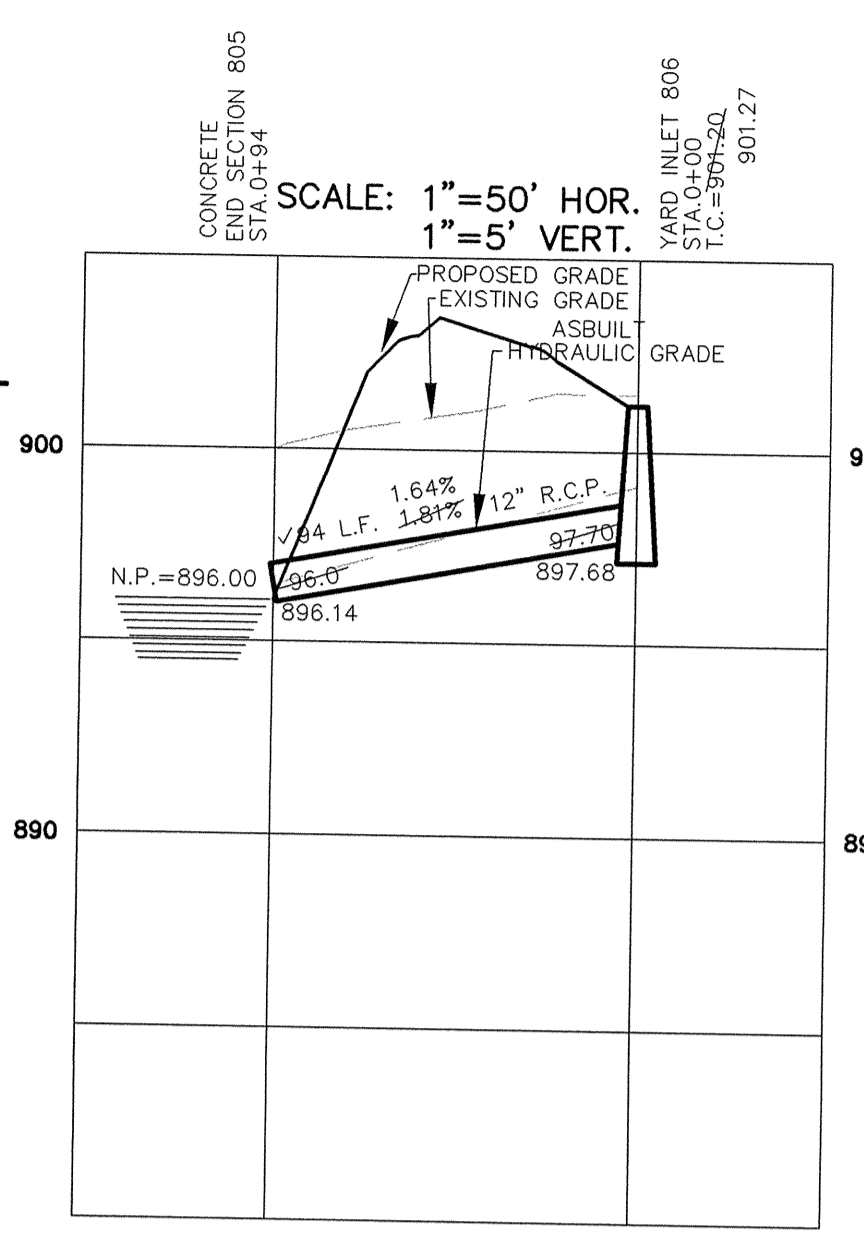 CONCRETE
END SECTION 805
STA.0+94
SCALE: 1"=50' HOR.
1"=5' VERT.
YARD INLET 806
STA.0+00
T.C.=901.20
901.27
PROPOSED GRADE
EXISTING GRADE
ASBUILT
HYDRAULIC GRADE
900
9
1.64%
✓94 L.F. 1.81% 12" R.C.P.
97.70
N.P.=896.00
96.0
897.68
896.14
890
89